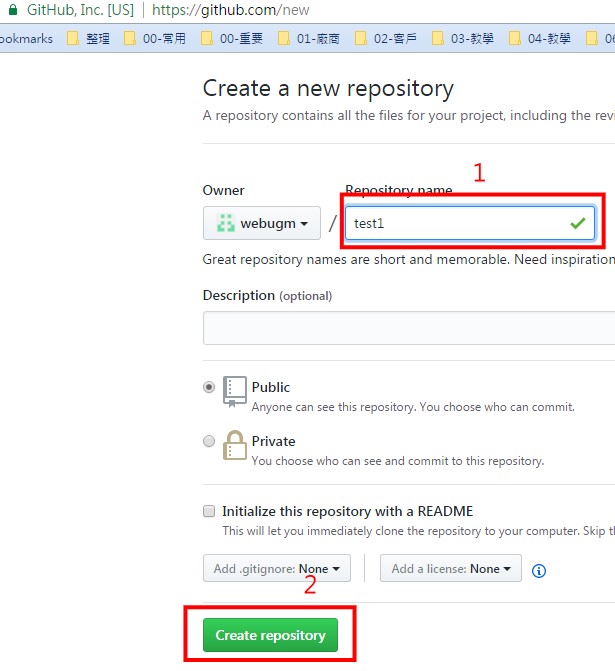 GitHub, Inc. [US] | https://github.com/new
ookmarks 整理 00-常用 00-重要 01-廠商 02-客戶 03-教學 04-教學 06
Create a new repository
A repository contains all the files for your project, including the revi
1
Owner Repository name
webugm / test1
Great repository names are short and memorable. Need inspiration
Description (optional)
Public
Anyone can see this repository. You choose who can commit.
Private
You choose who can see and commit to this repository.
Initialize this repository with a README
This will let you immediately clone the repository to your computer. Skip th
Add .gitignore: None Add a license: None
2
Create repository